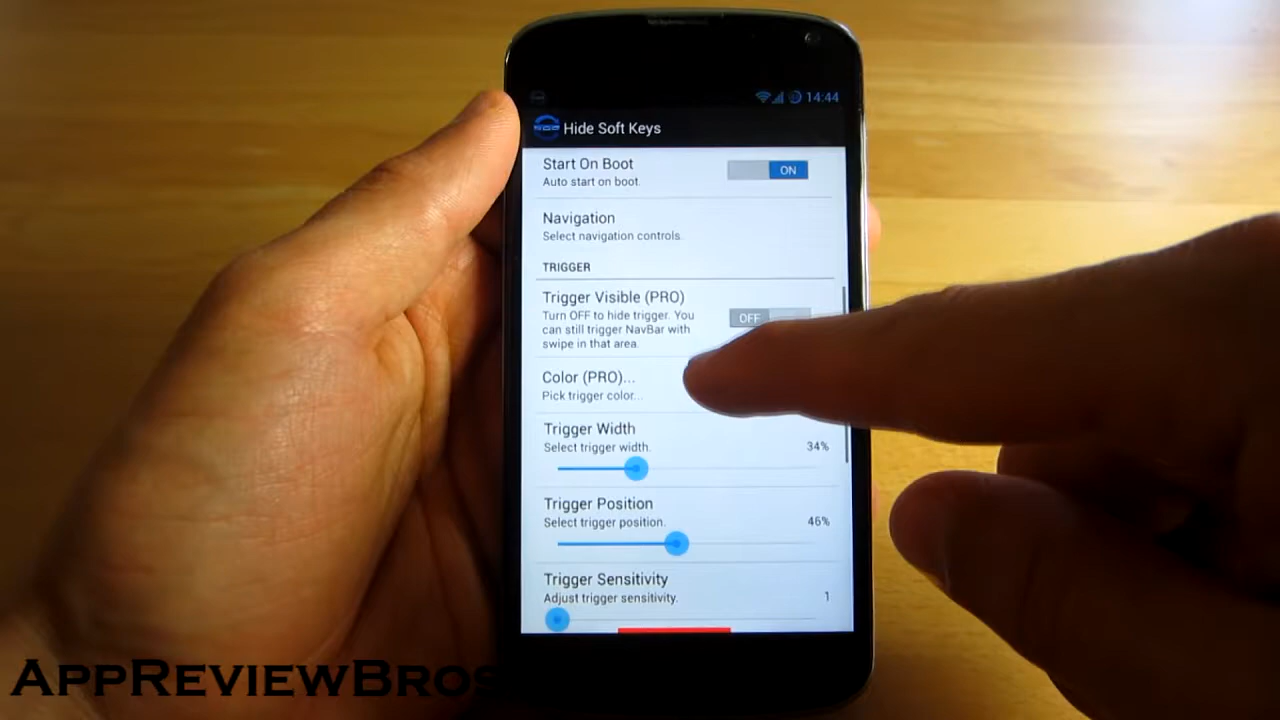 14:44
Hide Soft Keys
Start On Boot
Auto start on boot.
ON
Navigation
Select navigation controls.
TRIGGER
Trigger Visible (PRO)
Turn OFF to hide trigger. You
can still trigger NavBar with
swipe in that area.
OFF
Color (PRO)...
Pick trigger color...
Trigger Width
Select trigger width.
34%
Trigger Position
Select trigger position.
46%
Trigger Sensitivity
Adjust trigger sensitivity.
1
AppReviewBros